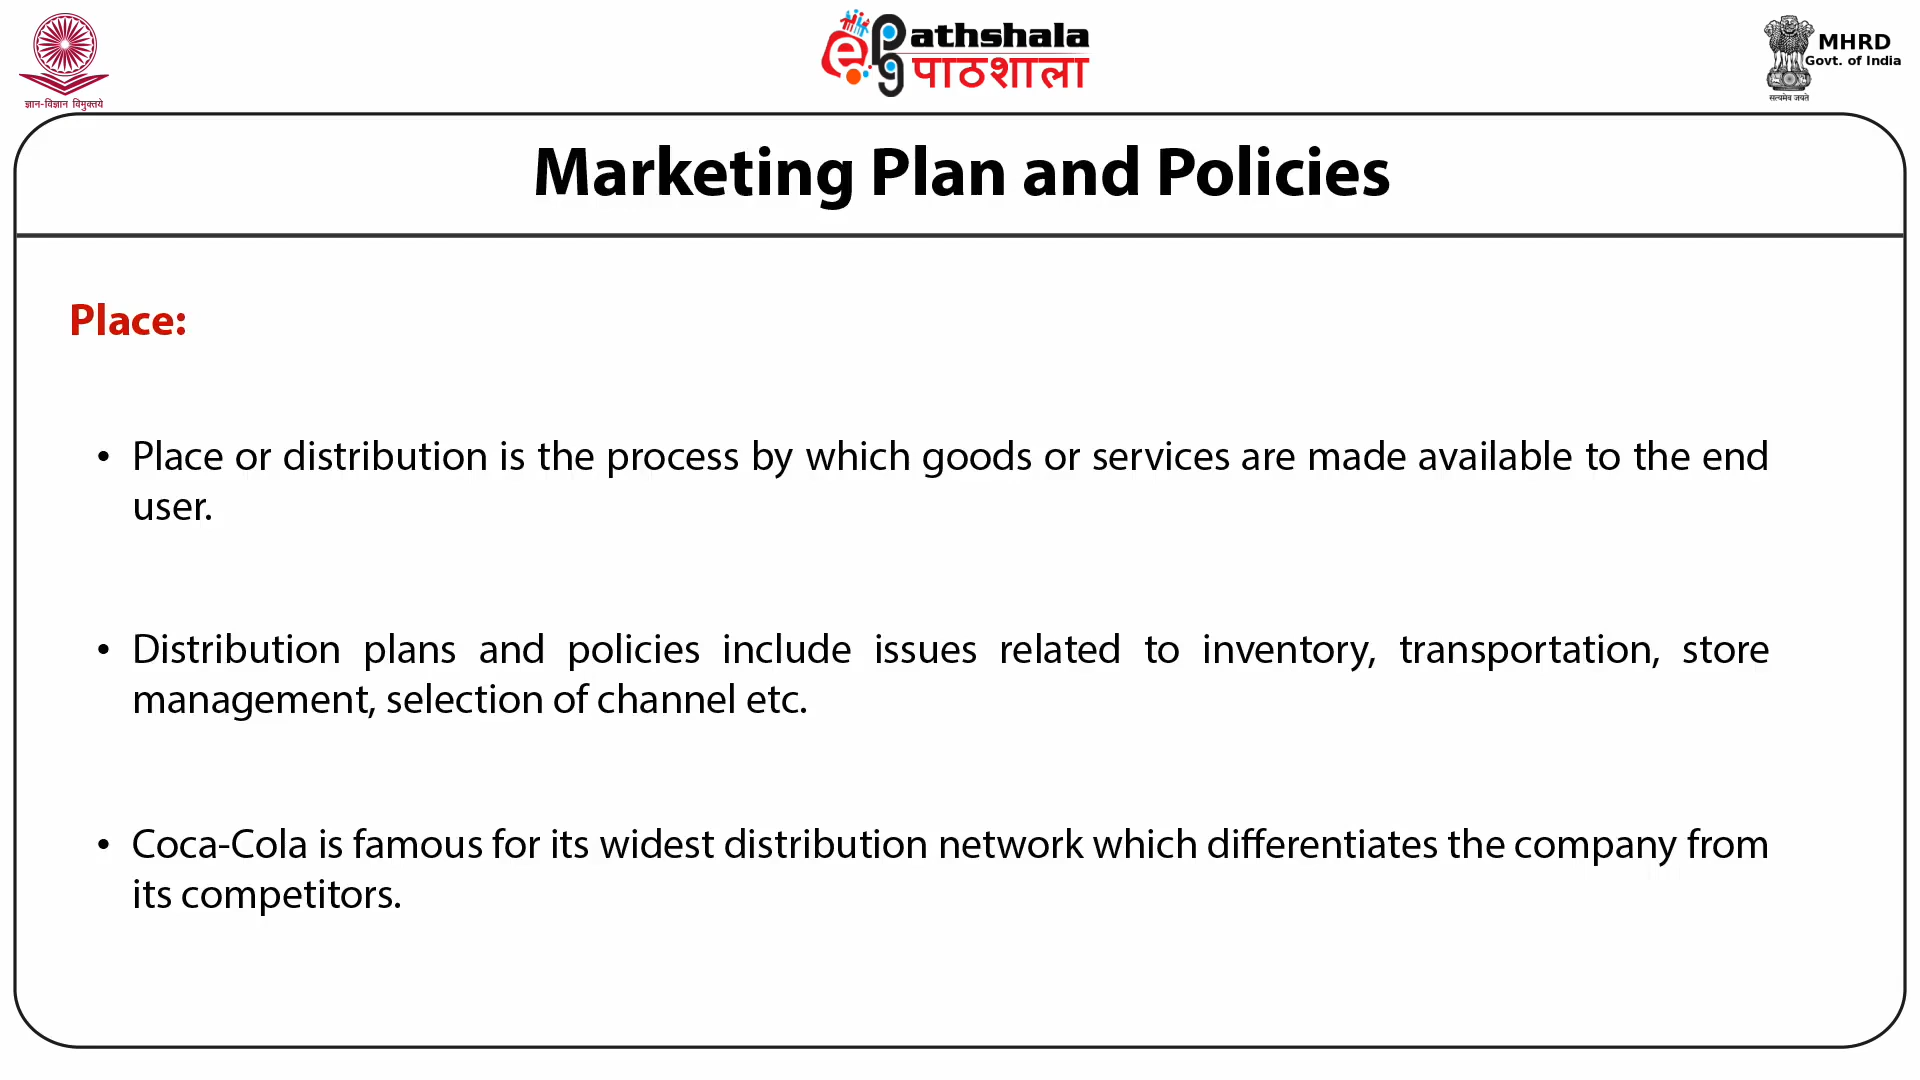 ज्ञान-विज्ञान विमुक्तये
ePathshala
पाठशाला
MHRD
Govt. of India
सत्यमेव जयते
Marketing Plan and Policies
Place:
• Place or distribution is the process by which goods or services are made available to the end
user.
• Distribution plans and policies include issues related to inventory, transportation, store
management, selection of channel etc.
• Coca-Cola is famous for its widest distribution network which differentiates the company from
its competitors.